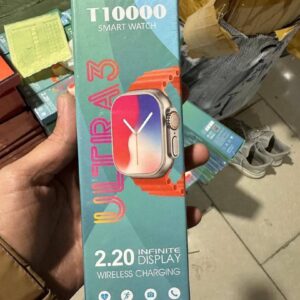 T10000
SMART WATCH
ULTRA 3
2.20 INFINITE DISPLAY
WIRELESS CHARGING